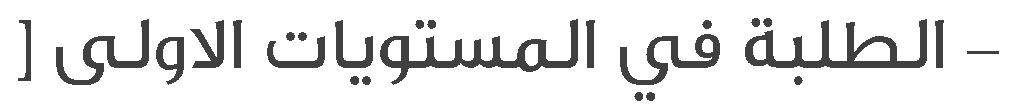 – الطلبة في المستويات الاولى [